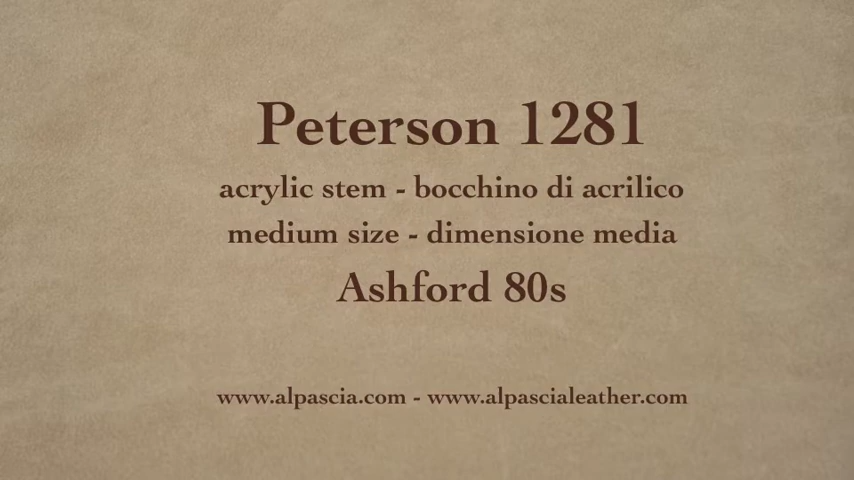 Peterson 1281
acrylic stem - bocchino di acrilico
medium size - dimensione media
Ashford 80s
www.alpascia.com - www.alpascialeather.com